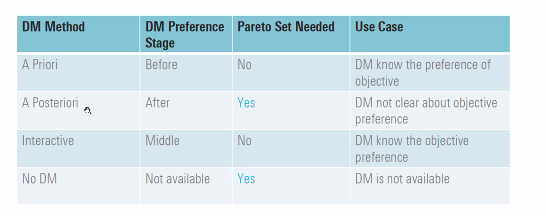 DM Method DM Preference Stage Pareto Set Needed Use Case
A Priori Before No DM know the preference of objective
A Posteriori After Yes DM not clear about objective preference
Interactive Middle No DM know the objective preference
No DM Not available Yes DM is not available